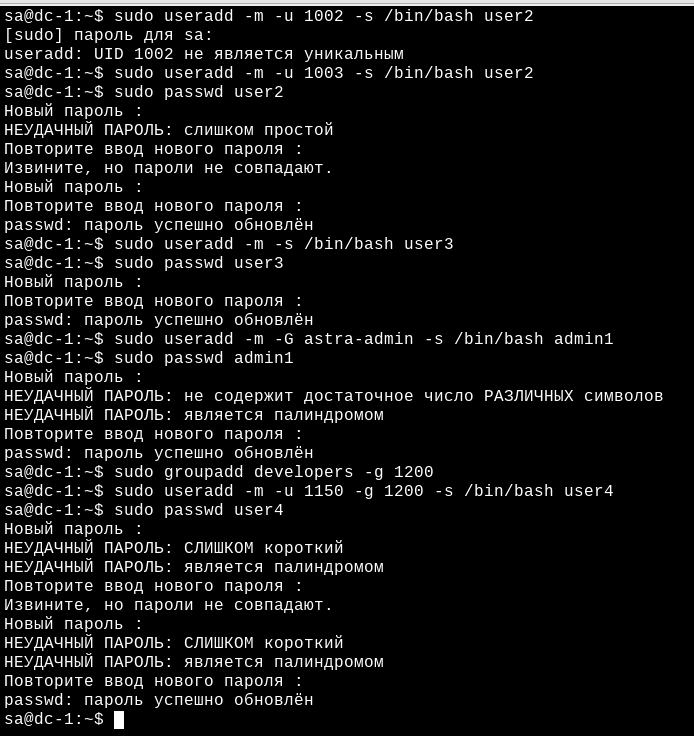 sa@dc-1:~$ sudo useradd -m -u 1002 -s /bin/bash user2
[sudo] пароль для sa:
useradd: UID 1002 не является уникальным
sa@dc-1:~$ sudo useradd -m -u 1003 -s /bin/bash user2
sa@dc-1:~$ sudo passwd user2
Новый пароль :
НЕУДАЧНЫЙ ПАРОЛЬ: слишком простой
Повторите ввод нового пароля :
Извините, но пароли не совпадают.
Новый пароль :
Повторите ввод нового пароля :
passwd: пароль успешно обновлён
sa@dc-1:~$ sudo useradd -m -s /bin/bash user3
sa@dc-1:~$ sudo passwd user3
Новый пароль :
Повторите ввод нового пароля :
passwd: пароль успешно обновлён
sa@dc-1:~$ sudo useradd -m -G astra-admin -s /bin/bash admin1
sa@dc-1:~$ sudo passwd admin1
Новый пароль :
НЕУДАЧНЫЙ ПАРОЛЬ: не содержит достаточное число РАЗЛИЧНЫХ символов
НЕУДАЧНЫЙ ПАРОЛЬ: является палиндромом
Повторите ввод нового пароля :
passwd: пароль успешно обновлён
sa@dc-1:~$ sudo groupadd developers -g 1200
sa@dc-1:~$ sudo useradd -m -u 1150 -g 1200 -s /bin/bash user4
sa@dc-1:~$ sudo passwd user4
Новый пароль :
НЕУДАЧНЫЙ ПАРОЛЬ: СЛИШКОМ короткий
НЕУДАЧНЫЙ ПАРОЛЬ: является палиндромом
Повторите ввод нового пароля :
Извините, но пароли не совпадают.
Новый пароль :
НЕУДАЧНЫЙ ПАРОЛЬ: СЛИШКОМ короткий
НЕУДАЧНЫЙ ПАРОЛЬ: является палиндромом
Повторите ввод нового пароля :
passwd: пароль успешно обновлён
sa@dc-1:~$